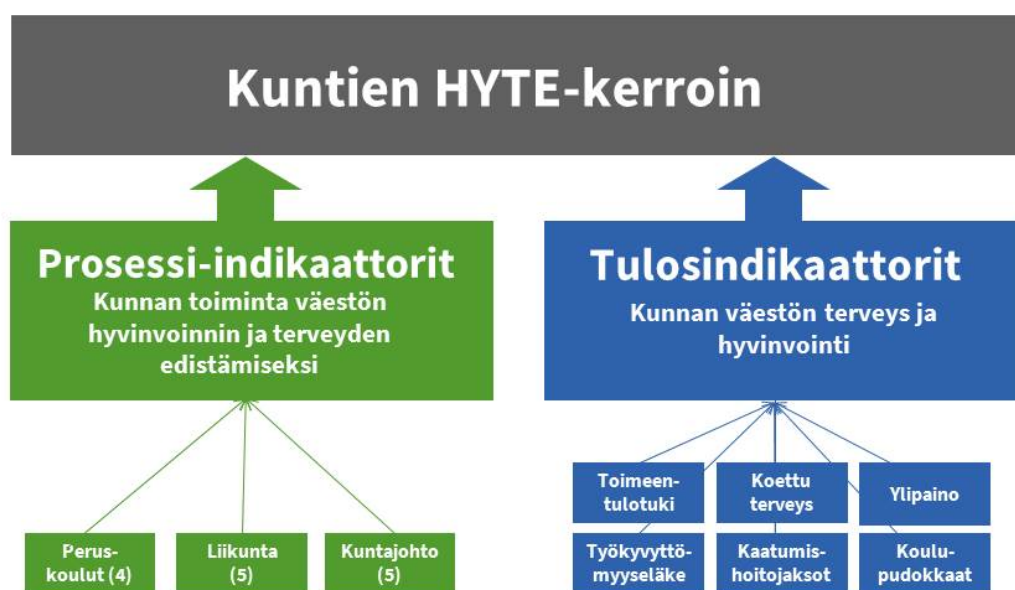 Kuntien HYTE-kerroin
Prosessi-indikaattorit
Kunnan toiminta väestön
hyvinvoinnin ja terveyden
edistämiseksi
Tulosindikaattorit
Kunnan väestön terveys ja
hyvinvointi
Perus-
koulut (4)
Liikunta
(5)
Kuntajohto
(5)
Toimeen-
tulotuki
Koettu
terveys
Ylipaino
Työkyvyttö-
myyseläke
Kaatumis-
hoitojaksot
Koulu-
pudokkaat